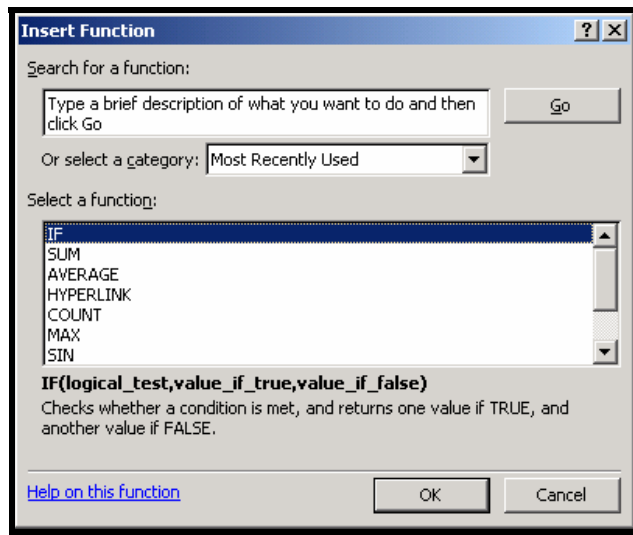 Insert Function
Search for a function:
Type a brief description of what you want to do and then
click Go
Go
Or select a category: Most Recently Used
Select a function:
IF
SUM
AVERAGE
HYPERLINK
COUNT
MAX
SIN
IF(logical_test,value_if_true,value_if_false)
Checks whether a condition is met, and returns one value if TRUE, and
another value if FALSE.
Help on this function
OK
Cancel